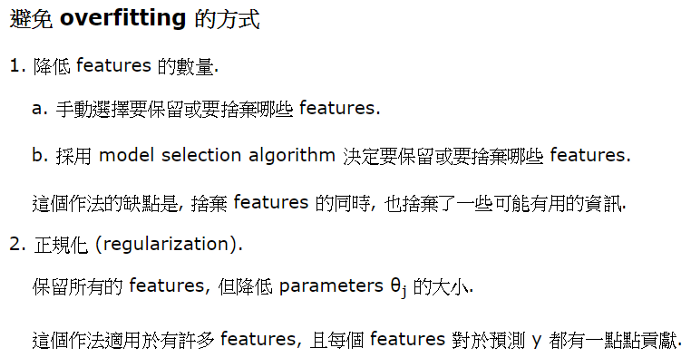 避免 overfitting 的方式
1. 降低 features 的數量.
a. 手動選擇要保留或要捨棄哪些 features.
b. 採用 model selection algorithm 決定要保留或要捨棄哪些 features.
這個作法的缺點是, 捨棄 features 的同時, 也捨棄了一些可能有用的資訊.
2. 正規化 (regularization).
保留所有的 features, 但降低 parameters θj 的大小.
這個作法適用於有許多 features, 且每個 features 對於預測 y 都有一點點貢獻.